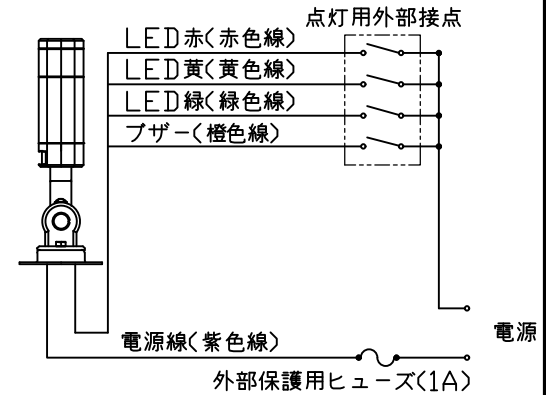 点灯用外部接点
LED赤(赤色線)
LED黄(黄色線)
LED緑(緑色線)
ブザー(橙色線)
電源
電源線(紫色線)
外部保護用ヒューズ(1A)